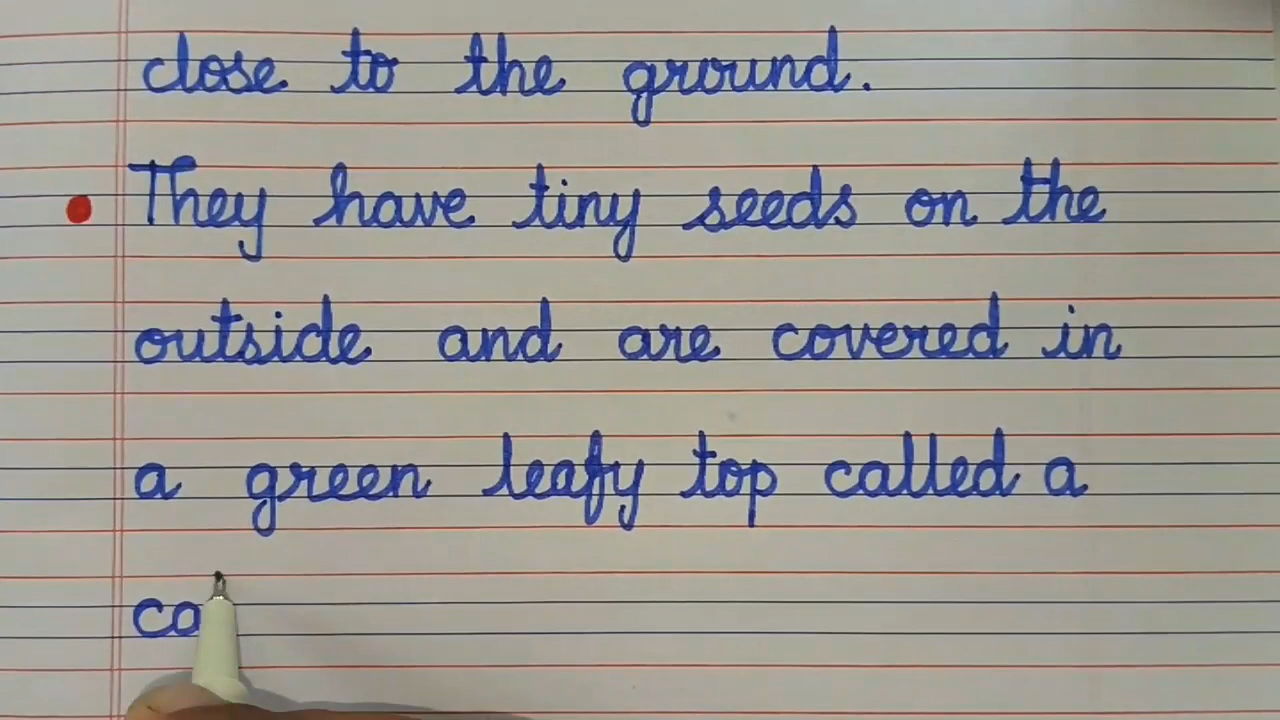 close to the ground.
They have tiny seeds on the
outside and are covered in
a green leafy top called a
ca